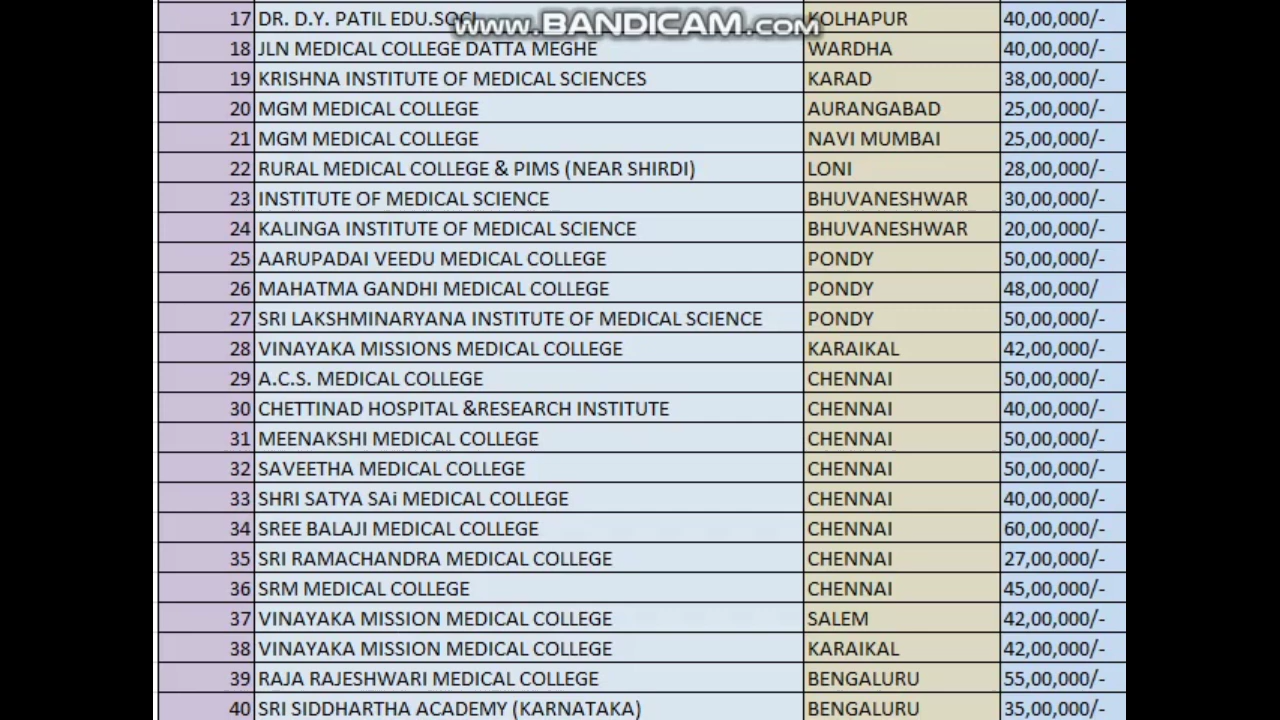 www.BANDICAM.com
17 DR. D.Y. PATIL EDU.SOCI KOLHAPUR 40,00,000/-
18 JLN MEDICAL COLLEGE DATTA MEGHE WARDHA 40,00,000/-
19 KRISHNA INSTITUTE OF MEDICAL SCIENCES KARAD 38,00,000/-
20 MGM MEDICAL COLLEGE AURANGABAD 25,00,000/-
21 MGM MEDICAL COLLEGE NAVI MUMBAI 25,00,000/-
22 RURAL MEDICAL COLLEGE & PIMS (NEAR SHIRDI) LONI 28,00,000/-
23 INSTITUTE OF MEDICAL SCIENCE BHUVANESHWAR 30,00,000/-
24 KALINGA INSTITUTE OF MEDICAL SCIENCE BHUVANESHWAR 20,00,000/-
25 AARUPADAI VEEDU MEDICAL COLLEGE PONDY 50,00,000/-
26 MAHATMA GANDHI MEDICAL COLLEGE PONDY 48,00,000/
27 SRI LAKSHMINARYANA INSTITUTE OF MEDICAL SCIENCE PONDY 50,00,000/-
28 VINAYAKA MISSIONS MEDICAL COLLEGE KARAIKAL 42,00,000/-
29 A.C.S. MEDICAL COLLEGE CHENNAI 50,00,000/-
30 CHETTINAD HOSPITAL &RESEARCH INSTITUTE CHENNAI 40,00,000/-
31 MEENAKSHI MEDICAL COLLEGE CHENNAI 50,00,000/-
32 SAVEETHA MEDICAL COLLEGE CHENNAI 50,00,000/-
33 SHRI SATYA SAi MEDICAL COLLEGE CHENNAI 40,00,000/-
34 SREE BALAJI MEDICAL COLLEGE CHENNAI 60,00,000/-
35 SRI RAMACHANDRA MEDICAL COLLEGE CHENNAI 27,00,000/-
36 SRM MEDICAL COLLEGE CHENNAI 45,00,000/-
37 VINAYAKA MISSION MEDICAL COLLEGE SALEM 42,00,000/-
38 VINAYAKA MISSION MEDICAL COLLEGE KARAIKAL 42,00,000/-
39 RAJA RAJESHWARI MEDICAL COLLEGE BENGALURU 55,00,000/-
40 SRI SIDDHARTHA ACADEMY (KARNATAKA) BENGALURU 35,00,000/-